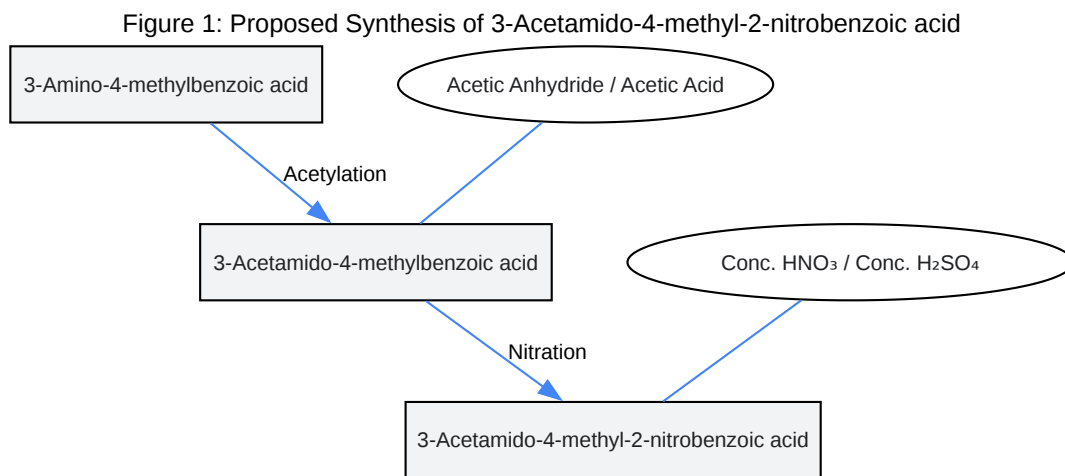 Figure 1: Proposed Synthesis of 3-Acetamido-4-methyl-2-nitrobenzoic acid
3-Amino-4-methylbenzoic acid
Acetic Anhydride / Acetic Acid
Acetylation
3-Acetamido-4-methylbenzoic acid
Conc. HNO₃ / Conc. H₂SO₄
Nitration
3-Acetamido-4-methyl-2-nitrobenzoic acid